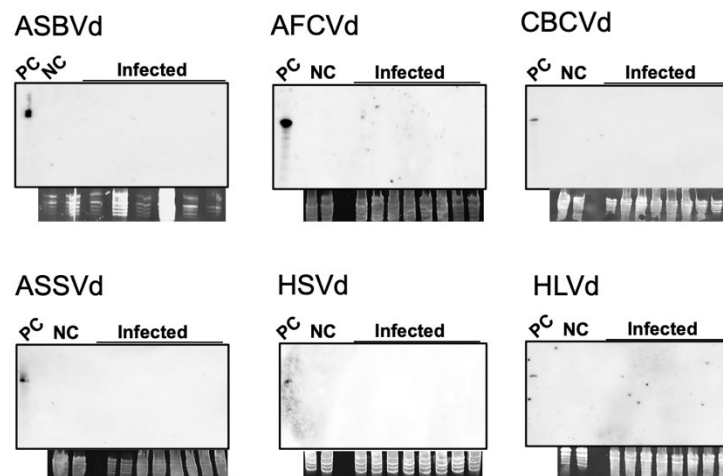 ASBVd AFCVd CBCVd
PC NC Infected PC NC Infected PC NC Infected
ASSVd HSVd HLVd
PC NC Infected PC NC Infected PC NC Infected